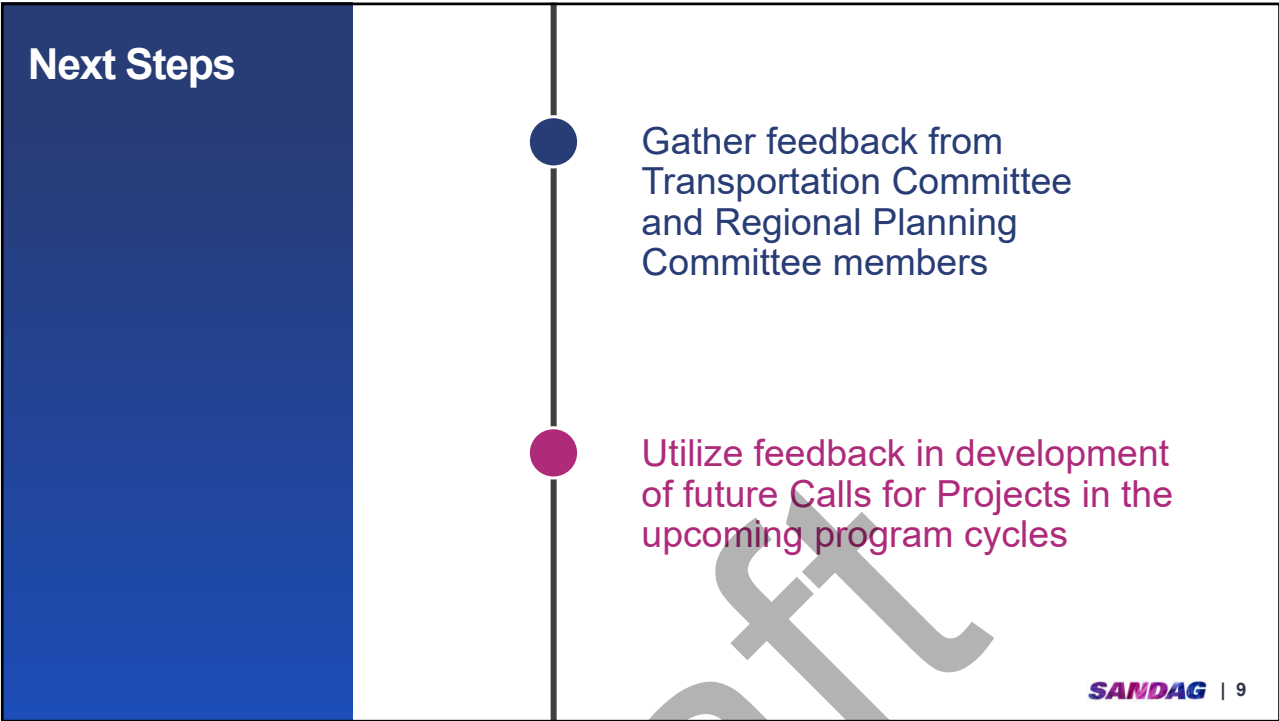 Next Steps
Gather feedback from
Transportation Committee
and Regional Planning
Committee members
Utilize feedback in development
of future Calls for Projects in the
upcoming program cycles
SANDAG | 9